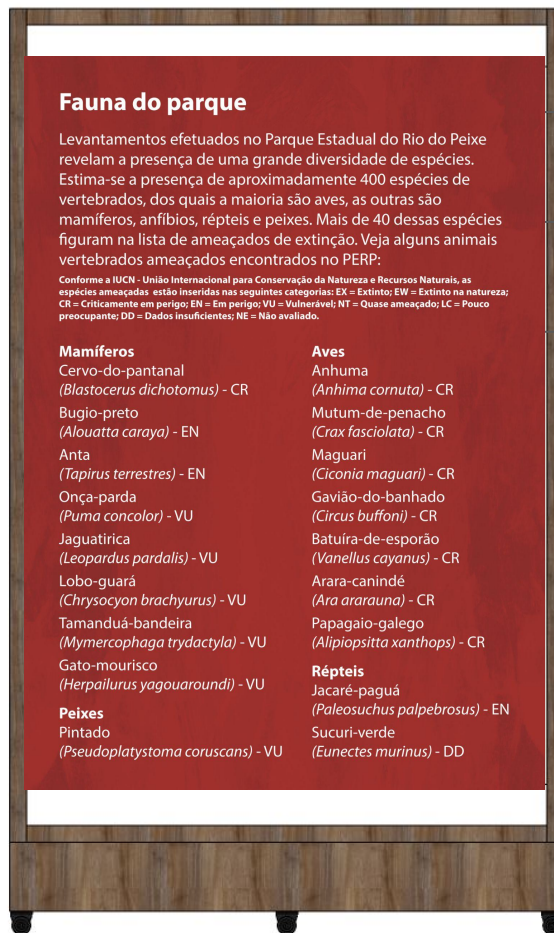 Fauna do parque
Levantamentos efetuados no Parque Estadual do Rio do Peixe
revelam a presença de uma grande diversidade de espécies.
Estima-se a presença de aproximadamente 400 espécies de
vertebrados, dos quais a maioria são aves, as outras são
mamíferos, anfíbios, répteis e peixes. Mais de 40 dessas espécies
figuram na lista de ameaçados de extinção. Veja alguns animais
vertebrados ameaçados encontrados no PERP:
Conforme a IUCN - União Internacional para Conservação da Natureza e Recursos Naturais, as
espécies ameaçadas estão inseridas nas seguintes categorias: EX = Extinto; EW = Extinto na natureza;
CR = Criticamente em perigo; EN = Em perigo; VU = Vulnerável; NT = Quase ameaçado; LC = Pouco
preocupante; DD = Dados insuficientes; NE = Não avaliado.
Mamíferos
Cervo-do-pantanal
(Blastocerus dichotomus) - CR
Bugio-preto
(Alouatta caraya) - EN
Anta
(Tapirus terrestres) - EN
Onça-parda
(Puma concolor) - VU
Jaguatirica
(Leopardus pardalis) - VU
Lobo-guará
(Chrysocyon brachyurus) - VU
Tamanduá-bandeira
(Mymercophaga trydactyla) - VU
Gato-mourisco
(Herpailurus yagouaroundi) - VU
Peixes
Pintado
(Pseudoplatystoma coruscans) - VU
Aves
Anhuma
(Anhima cornuta) - CR
Mutum-de-penacho
(Crax fasciolata) - CR
Maguari
(Ciconia maguari) - CR
Gavião-do-banhado
(Circus buffoni) - CR
Batuíra-de-esporão
(Vanellus cayanus) - CR
Arara-canindé
(Ara ararauna) - CR
Papagaio-galego
(Alipiopsitta xanthops) - CR
Répteis
Jacaré-paguá
(Paleosuchus palpebrosus) - EN
Sucuri-verde
(Eunectes murinus) - DD